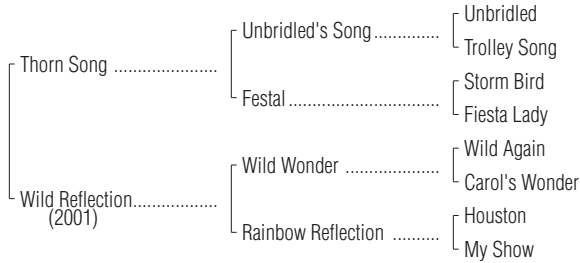 Unbridled
Unbridled's Song..............
Trolley Song
Thorn Song ......................
Storm Bird
Festal................................
Fiesta Lady
Wild Again
Wild Wonder ....................
Carol's Wonder
Wild Reflection..................
(2001)
Houston
Rainbow Reflection ..........
My Show